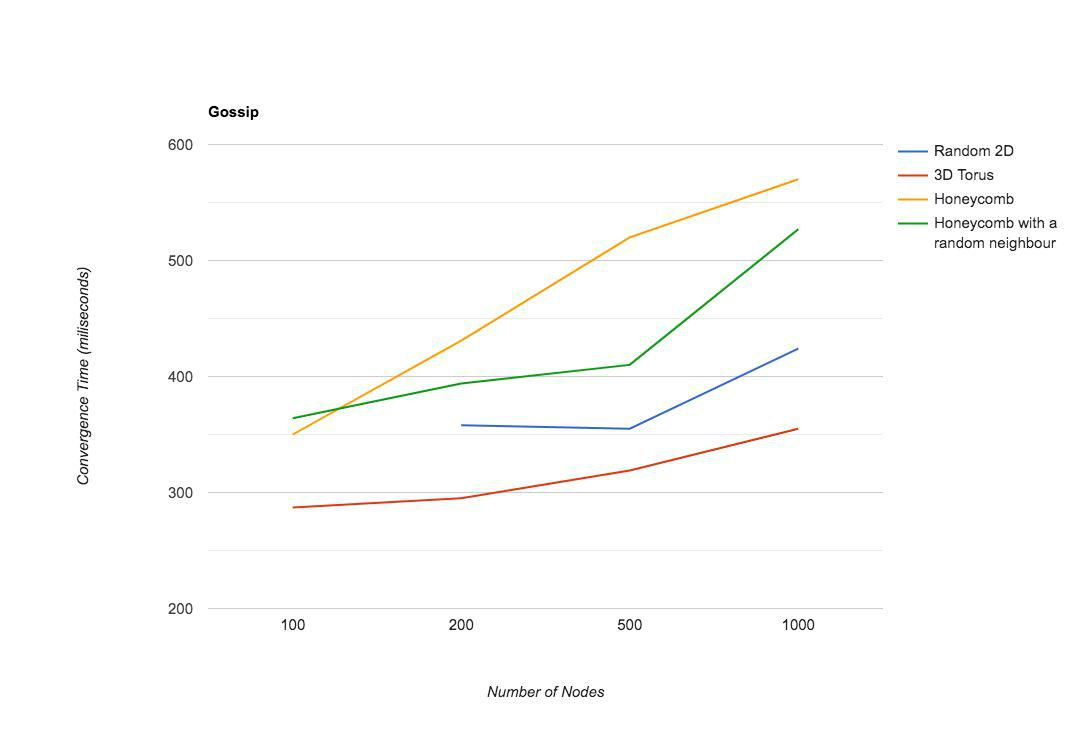 Gossip
600
500
400
300
200
Convergence Time (miliseconds)
100
200
500
1000
Number of Nodes
Random 2D
3D Torus
Honeycomb
Honeycomb with a
random neighbour